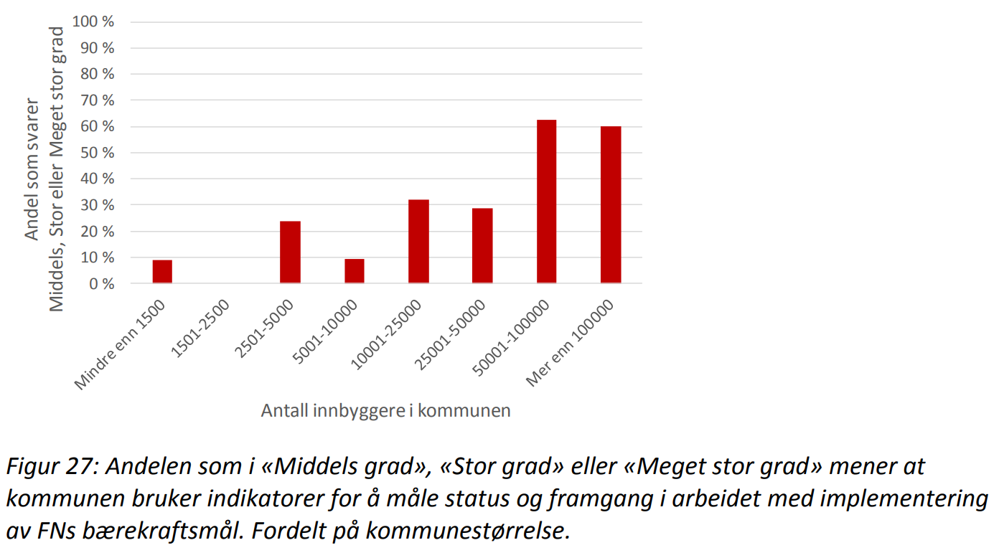 100 %
90 %
80 %
70 %
60 %
50 %
40 %
30 %
20 %
10 %
0 %
Andel som svarer
Middels, Stor eller Meget stor grad
Mindre enn 1500
1501-2500
2501-5000
5001-10000
10001-25000
25001-50000
50001-100000
Mer enn 100000
Antall innbyggere i kommunen
Figur 27: Andelen som i «Middels grad», «Stor grad» eller «Meget stor grad» mener at
kommunen bruker indikatorer for å måle status og framgang i arbeidet med implementering
av FNs bærekraftsmål. Fordelt på kommunestørrelse.